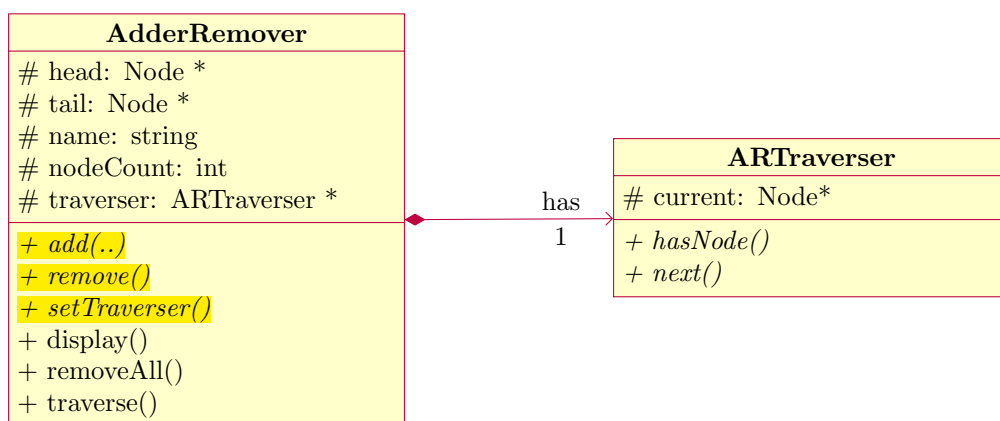 AdderRemover
# head: Node *
# tail: Node *
# name: string
# nodeCount: int
# traverser: ARTraverser *
+ add(..)
+ remove()
+ setTraverser()
+ display()
+ removeAll()
+ traverse()
has
1
ARTraverser
# current: Node*
+ hasNode()
+ next()